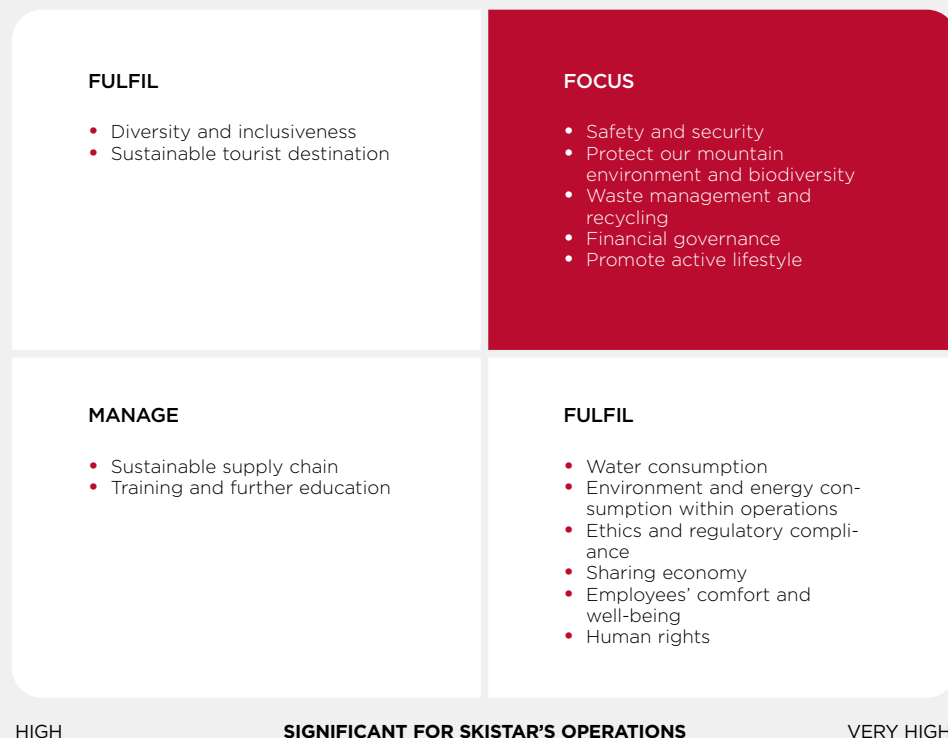 FULFIL
• Diversity and inclusiveness
• Sustainable tourist destination
FOCUS
• Safety and security
• Protect our mountain
environment and biodiversity
• Waste management and
recycling
• Financial governance
• Promote active lifestyle
MANAGE
• Sustainable supply chain
• Training and further education
FULFIL
• Water consumption
• Environment and energy con-
sumption within operations
• Ethics and regulatory compli-
ance
• Sharing economy
• Employees’ comfort and
well-being
• Human rights
HIGH
SIGNIFICANT FOR SKISTAR’S OPERATIONS
VERY HIGH